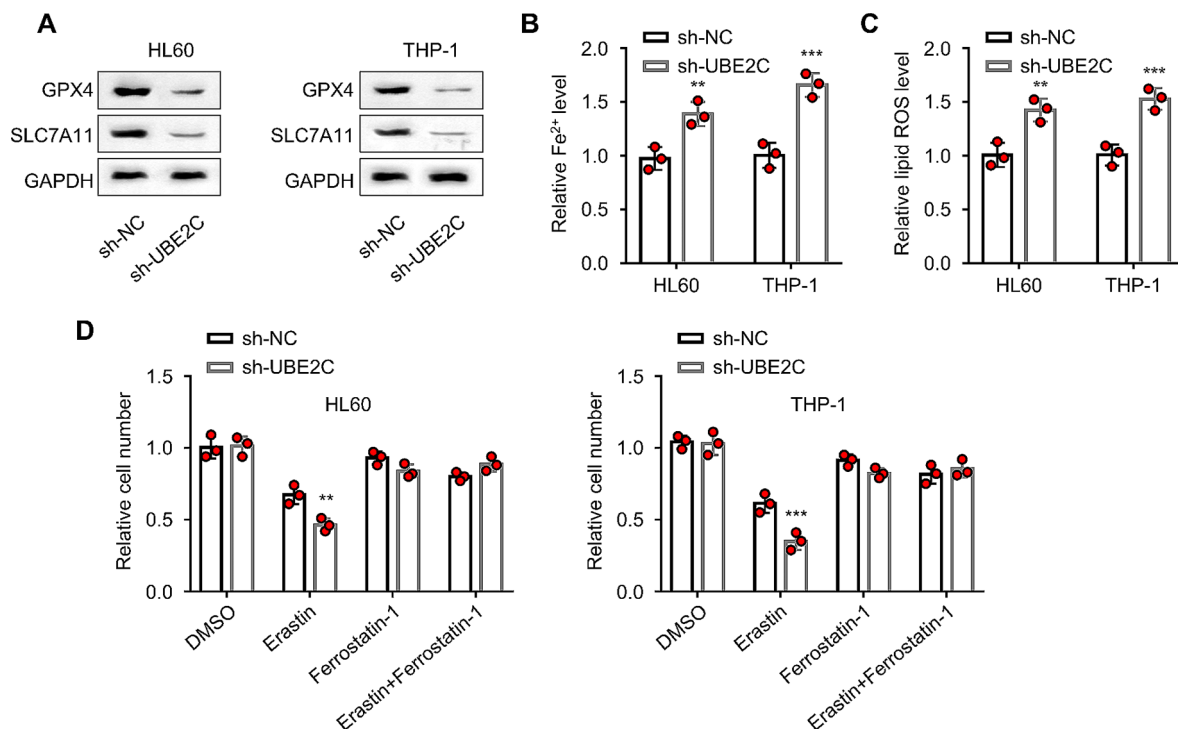 A
HL60
THP-1
GPX4
SLC7A11
GAPDH
sh-NC
sh-UBE2C
GPX4
SLC7A11
GAPDH
sh-NC
sh-UBE2C
B
sh-NC
sh-UBE2C
Relative Fe²⁺ level
2.0
1.5
1.0
0.5
0.0
**
***
HL60
THP-1
C
sh-NC
sh-UBE2C
Relative lipid ROS level
2.0
1.5
1.0
0.5
0.0
**
***
HL60
THP-1
D
sh-NC
sh-UBE2C
HL60
Relative cell number
1.5
1.0
0.5
0.0
**
DMSO
Erastin
Ferrostatin-1
Erastin+Ferrostatin-1
sh-NC
sh-UBE2C
THP-1
Relative cell number
1.5
1.0
0.5
0.0
***
DMSO
Erastin
Ferrostatin-1
Erastin+Ferrostatin-1